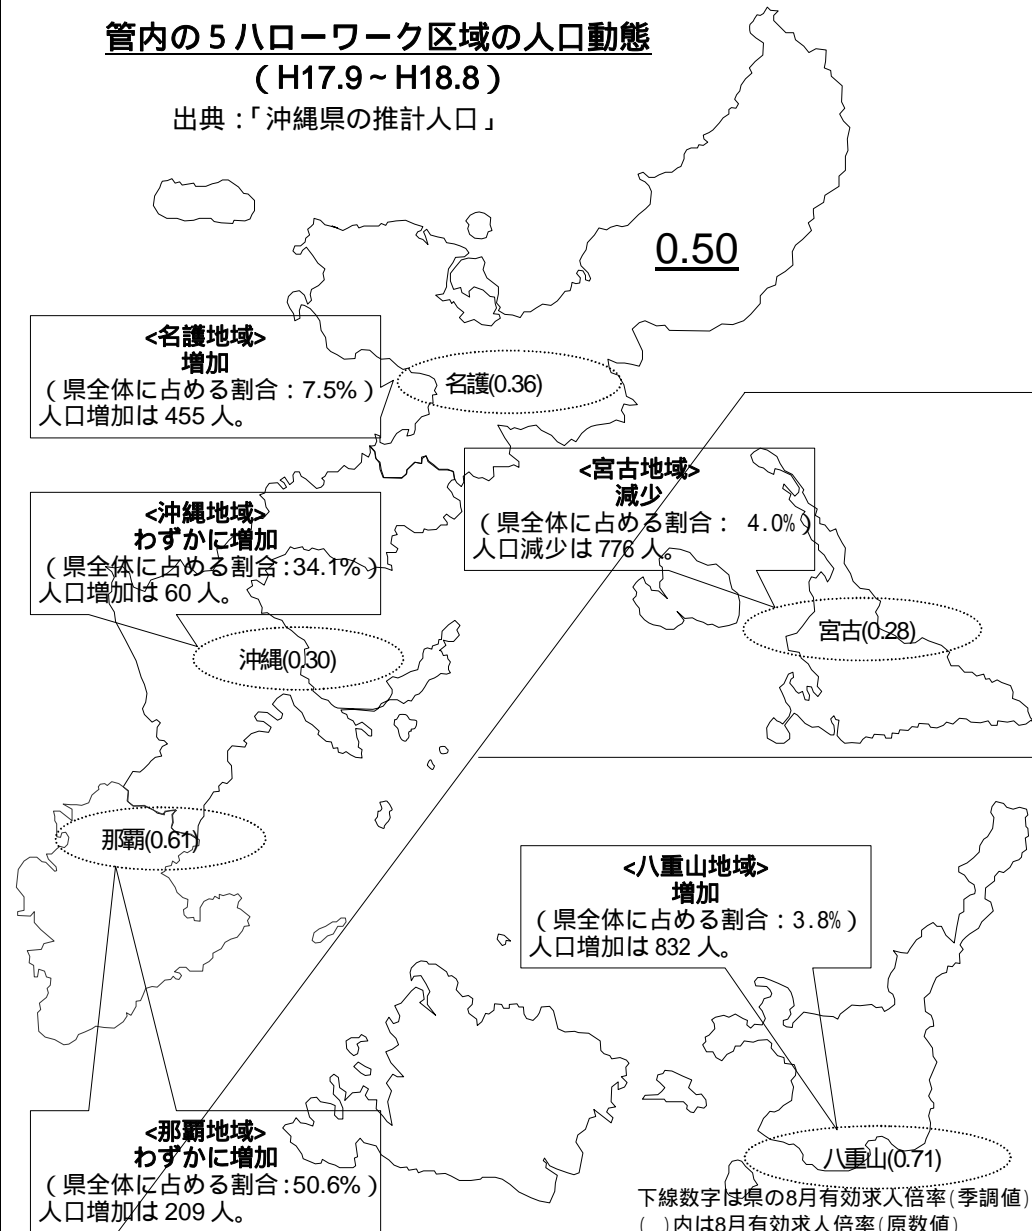 管内の5ハローワーク区域の人口動態
（H17.9～H18.8）
出典：「沖縄県の推計人口」
0.50
<名護地域>
増加
（県全体に占める割合：7.5%）
人口増加は455人。
名護(0.36)
<宮古地域>
減少
（県全体に占める割合： 4.0%）
人口減少は776人。
宮古(0.28)
<沖縄地域>
わずかに増加
（県全体に占める割合:34.1%）
人口増加は60人。
沖縄(0.30)
那覇(0.61)
<八重山地域>
増加
（県全体に占める割合：3.8%）
人口増加は832人。
八重山(0.71)
<那覇地域>
わずかに増加
（県全体に占める割合:50.6%）
人口増加は209人。
下線数字は県の8月有効求人倍率(季調値)
(　)内は8月有効求人倍率(原数値)